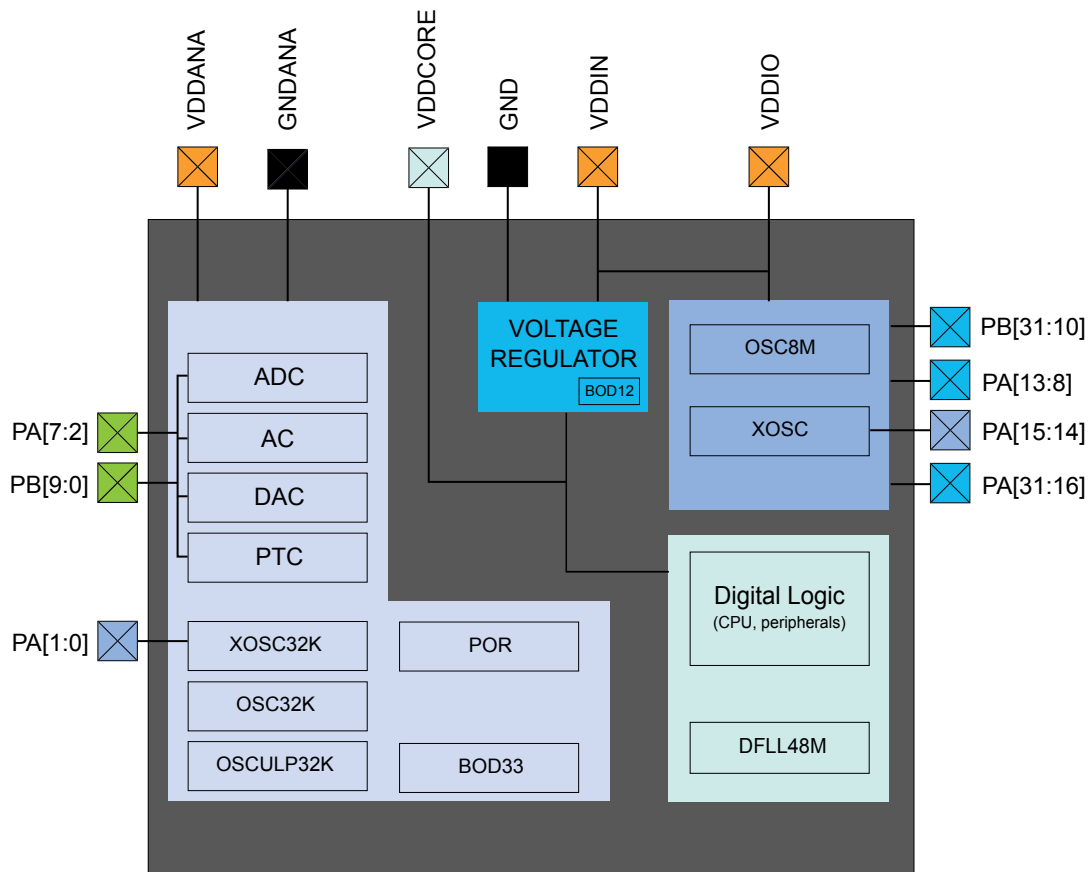 VDDANA
GNDANA
VDDCORE
GND
VDDIN
VDDIO
VOLTAGE
REGULATOR
BOD12
OSC8M
XOSC
PB[31:10]
PA[13:8]
PA[15:14]
PA[31:16]
ADC
AC
DAC
PTC
PA[7:2]
PB[9:0]
PA[1:0]
XOSC32K
OSC32K
OSCULP32K
POR
BOD33
Digital Logic
(CPU, peripherals)
DFLL48M